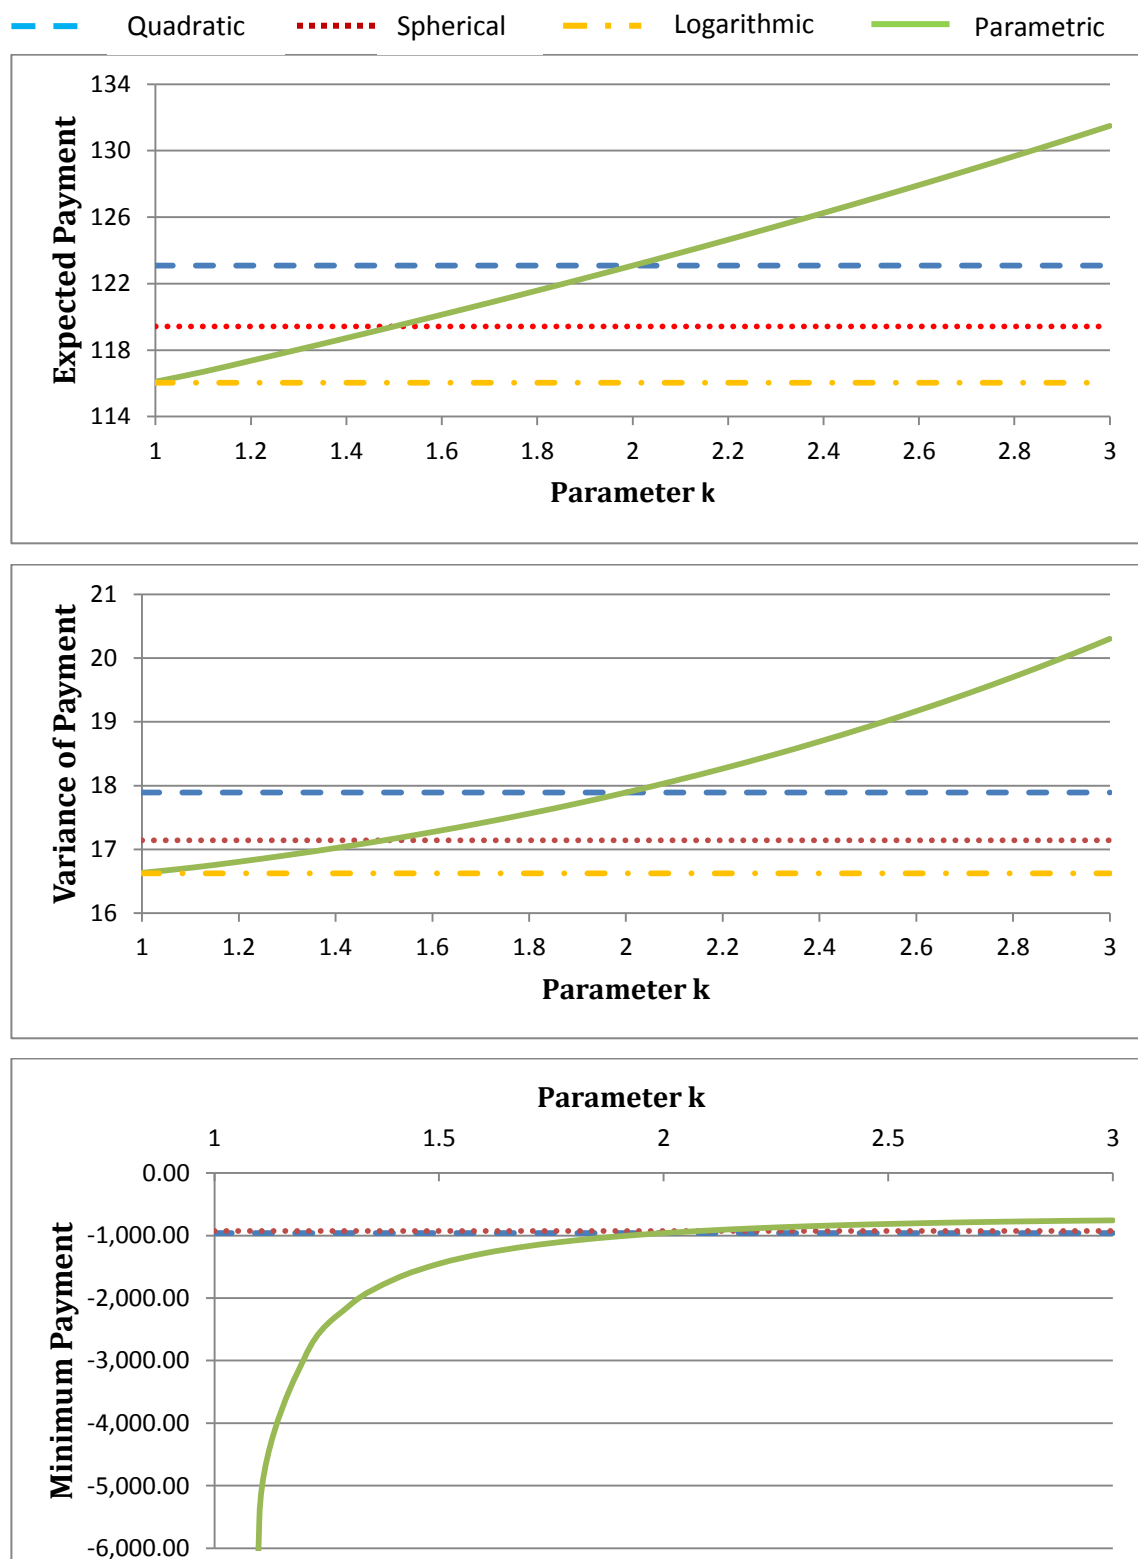 Quadratic Spherical Logarithmic Parametric
134
130
126
122
118
114
Expected Payment
1 1.2 1.4 1.6 1.8 2 2.2 2.4 2.6 2.8 3
Parameter k
21
20
19
18
17
16
Variance of Payment
1 1.2 1.4 1.6 1.8 2 2.2 2.4 2.6 2.8 3
Parameter k
Parameter k
1 1.5 2 2.5 3
0.00
-1,000.00
-2,000.00
-3,000.00
-4,000.00
-5,000.00
-6,000.00
Minimum Payment